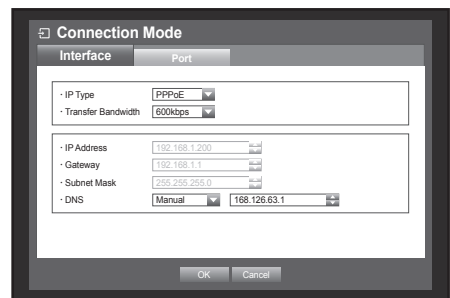 Connection Mode
Interface Port
· IP Type PPPoE
· Transfer Bandwidth 600kbps
· IP Address 192.168.1.200
· Gateway 192.168.1.1
· Subnet Mask 255.255.255.0
· DNS Manual 168.126.63.1
OK Cancel